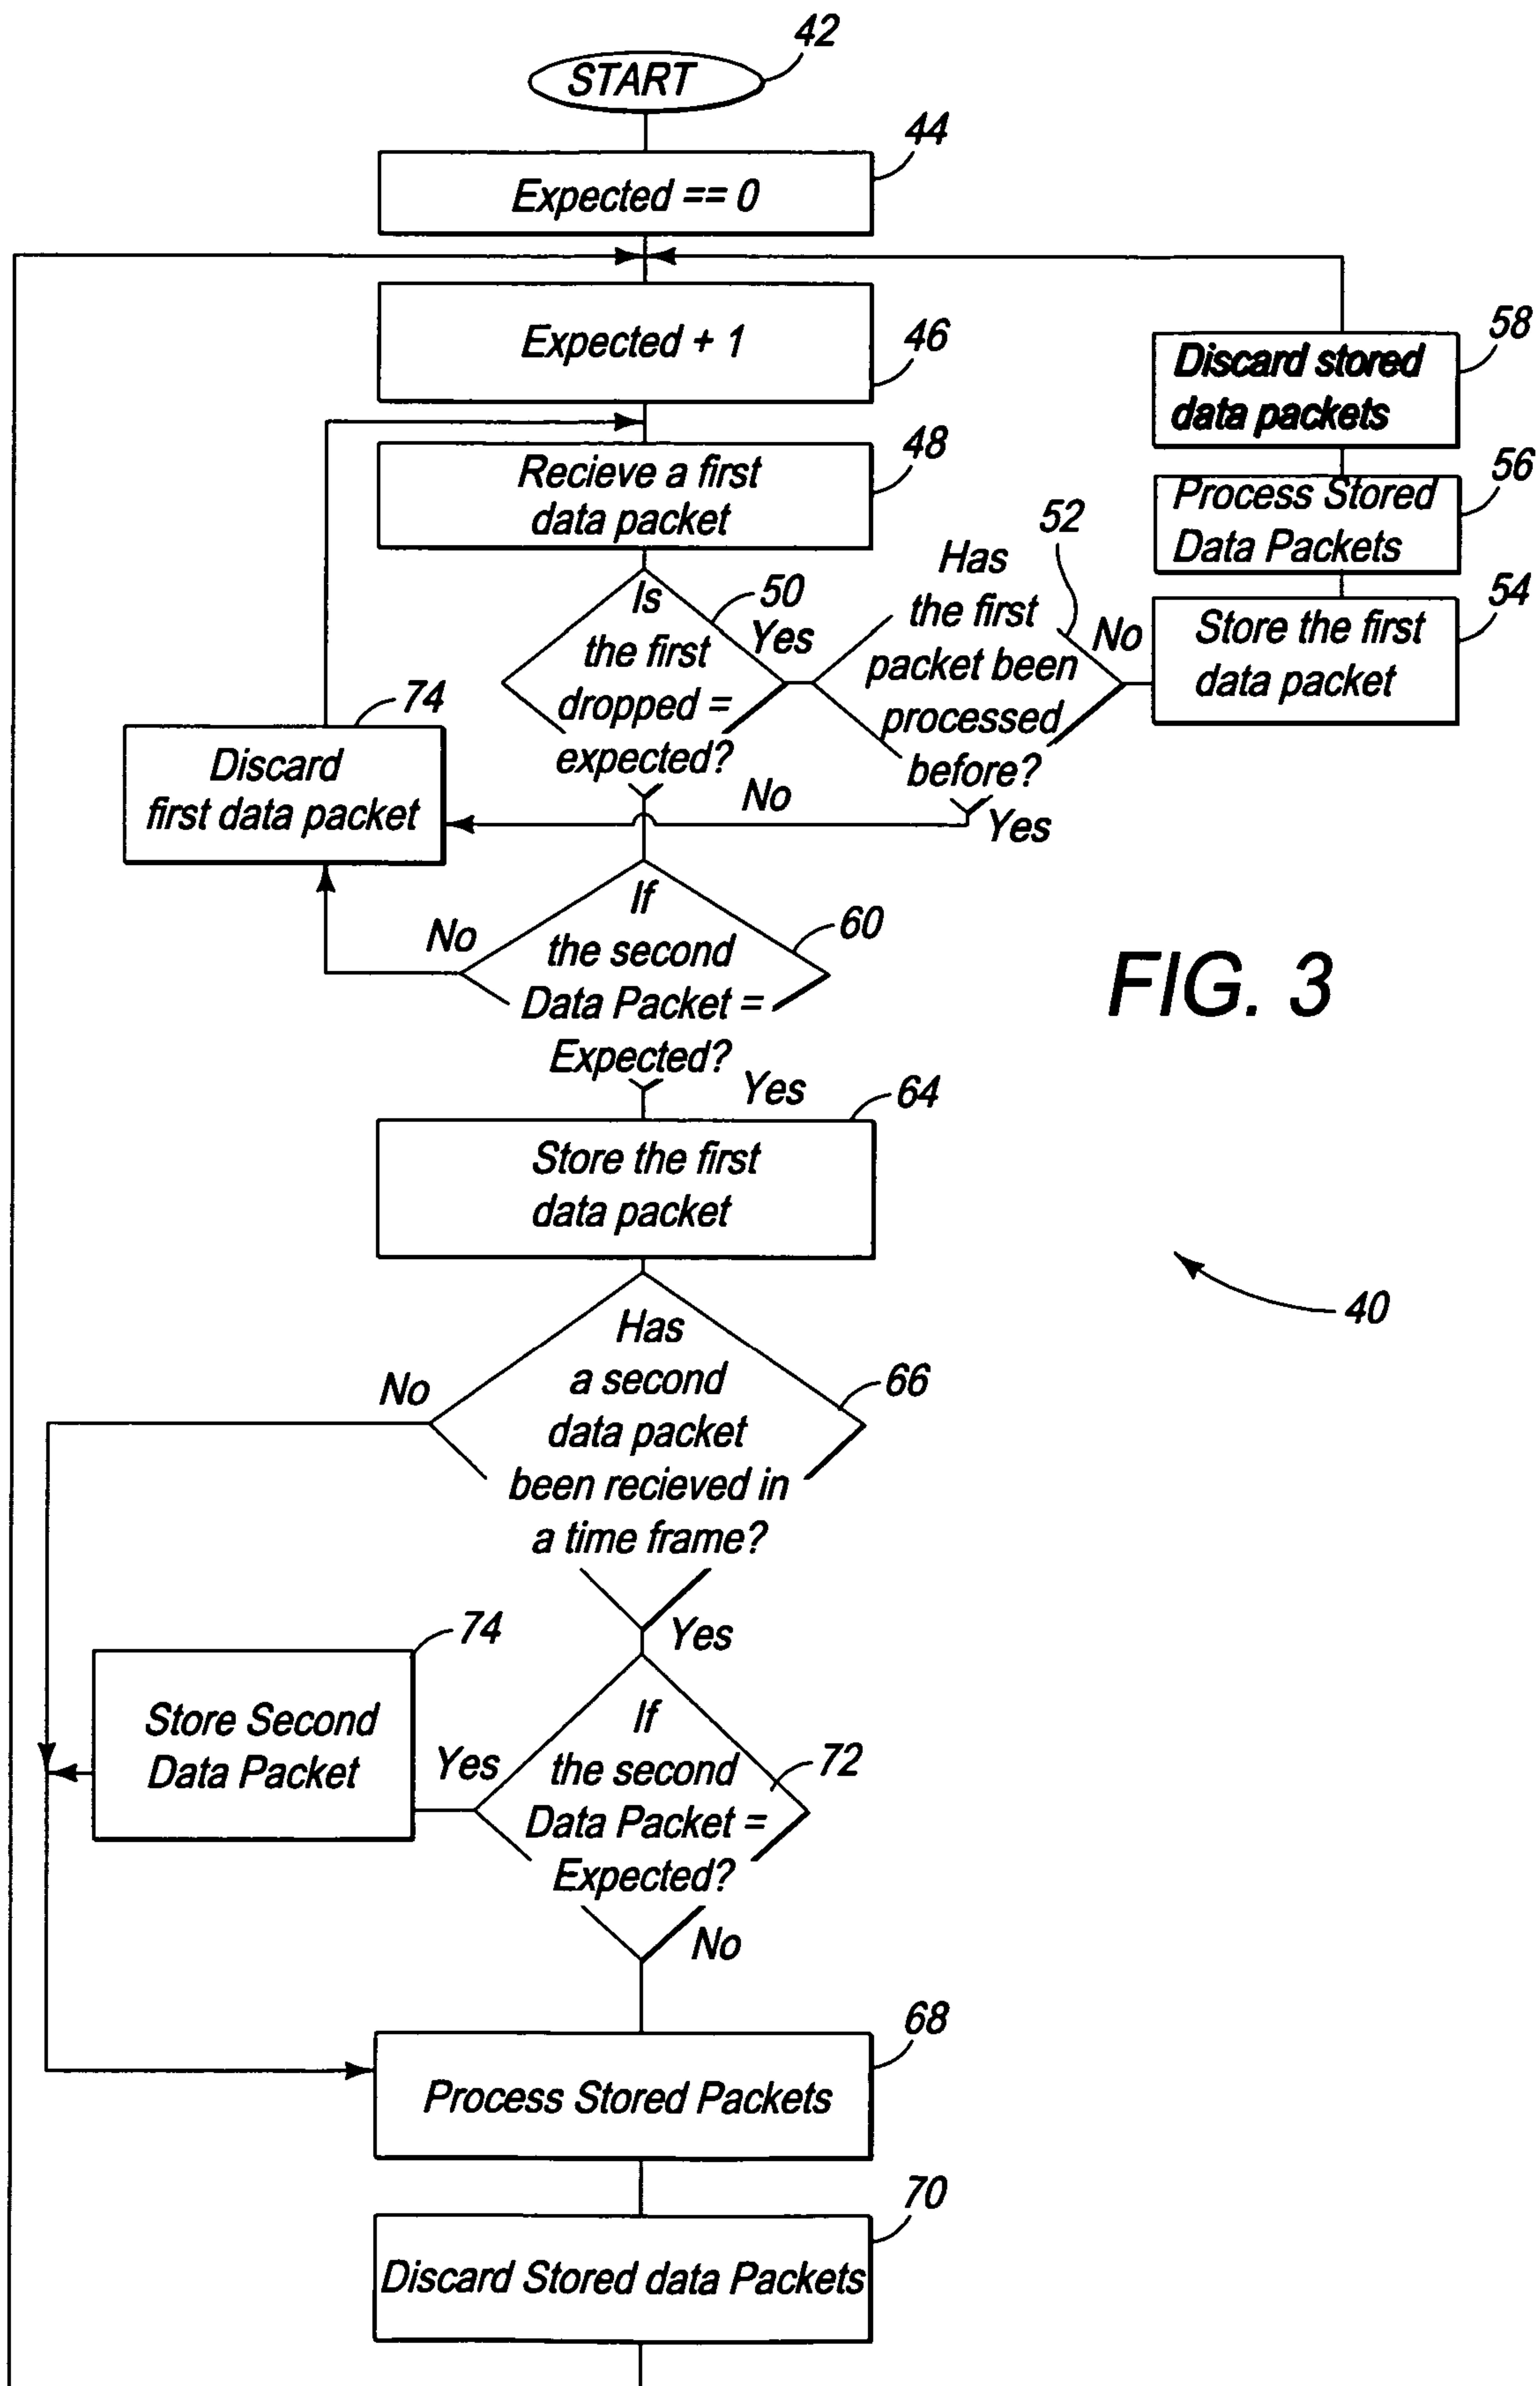 42
START
44
Expected == 0
Expected + 1
46
58
Discard stored
data packets
48
Recieve a first
data packet
56
Process Stored
Data Packets
52
Has
the first
packet been
processed
before?
50
Is
the first
dropped =
expected?
Yes
No
54
Store the first
data packet
74
Discard
first data packet
No
Yes
If
the second
Data Packet =
Expected?
60
No
FIG. 3
Yes
64
Store the first
data packet
40
Has
a second
data packet
been recieved in
a time frame?
66
No
Yes
74
Store Second
Data Packet
Yes
If
the second
Data Packet =
Expected?
72
No
68
Process Stored Packets
70
Discard Stored data Packets